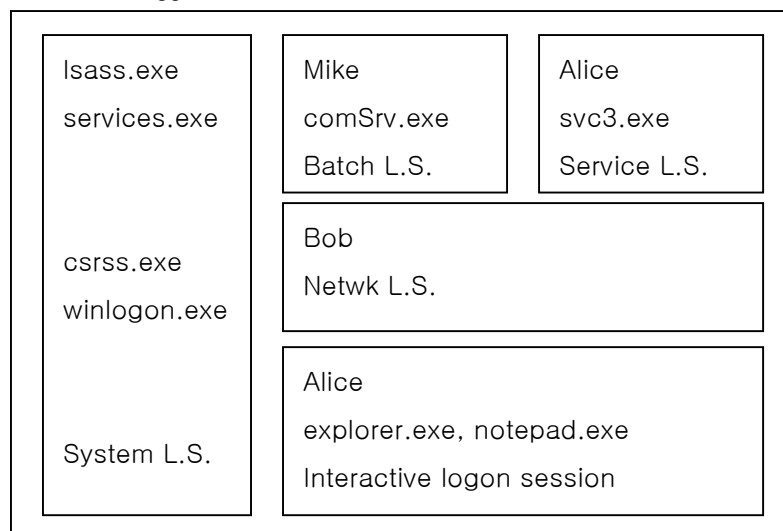 lsass.exe
services.exe
csrss.exe
winlogon.exe
System L.S.
Mike
comSrv.exe
Batch L.S.
Alice
svc3.exe
Service L.S.
Bob
Netwk L.S.
Alice
explorer.exe, notepad.exe
Interactive logon session